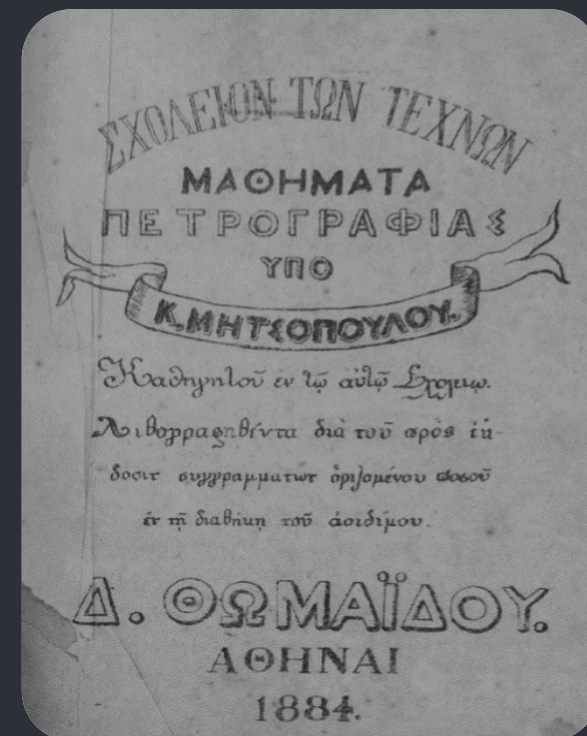 ΣΧΟΛΕΙΟΝ ΤΩΝ ΤΕΧΝΩΝ
ΜΑΘΗΜΑΤΑ
ΠΕΤΡΟΓΡΑΦΙΑΣ
ΥΠΟ
Κ. ΜΗΤΣΟΠΟΥΛΟΥ.
Καθηγητοῦ ἐν τῷ αὐτῷ Σχολείῳ.
Λιθογραφηθέντα διὰ τοῦ πρὸς ἔκ-
δοσιν συγγραμμάτων ὁριζομένου ποσοῦ
ἐν τῇ διαθήκῃ τοῦ ἀοιδίμου.
Δ. ΘΩΜΑΪΔΟΥ.
ΑΘΗΝΑΙ
1884.